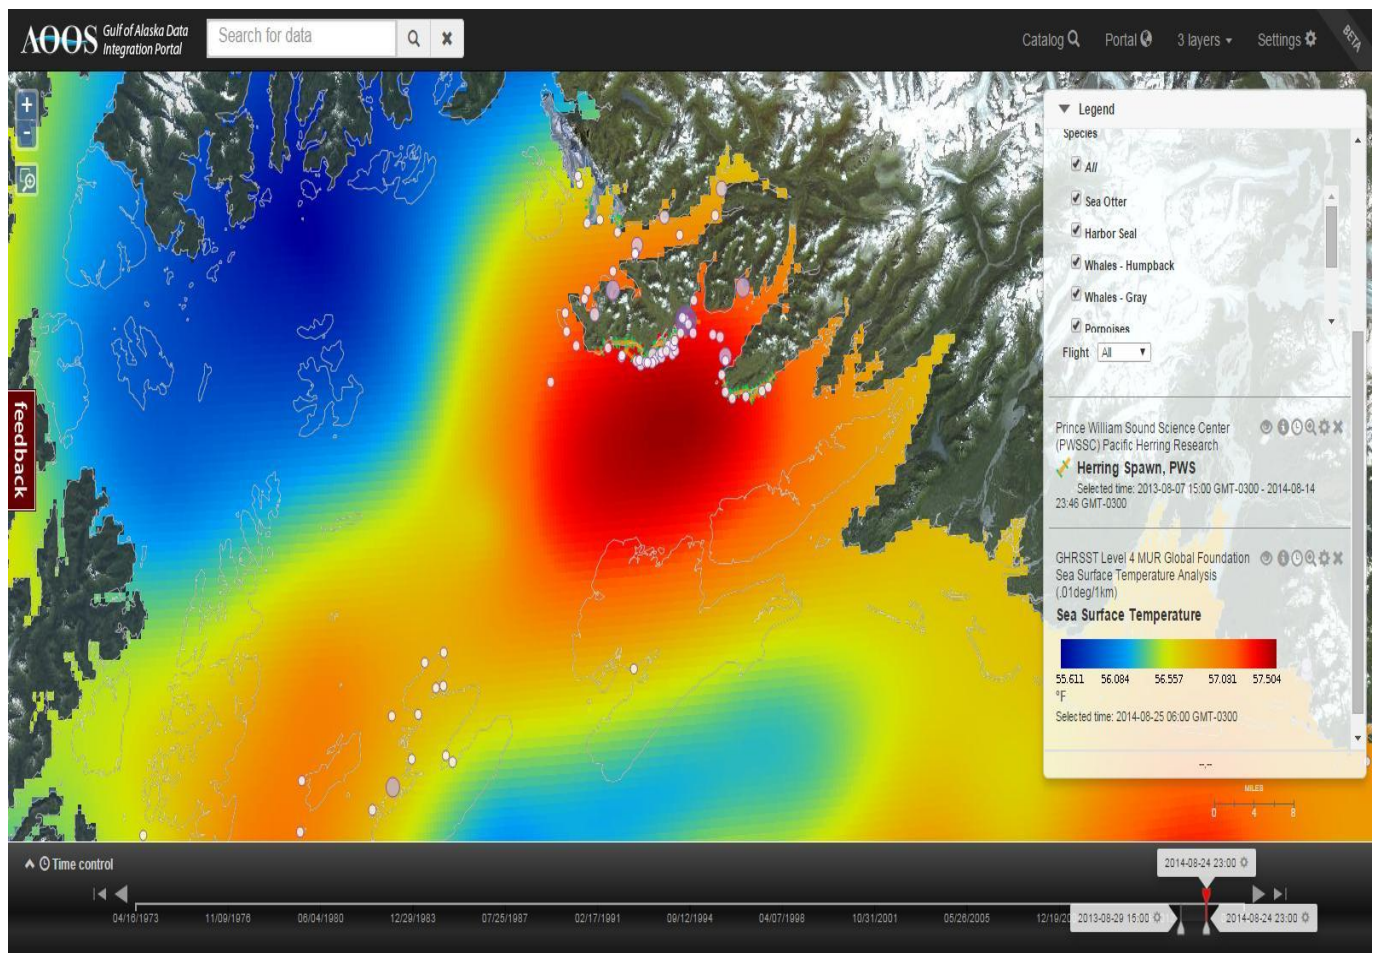 AOOS Gulf of Alaska Data
Integration Portal
Search for data
Catalog
Portal
3 layers
Settings
BETA
+
-
feedback
Legend
Species
All
Sea Otter
Harbor Seal
Whales - Humpback
Whales - Gray
Porpoises
Flight All
Prince William Sound Science Center
(PWSSC) Pacific Herring Research
Herring Spawn, PWS
Selected time: 2013-08-07 15:00 GMT-0300 - 2014-08-14
23:46 GMT-0300
GHRSST Level 4 MUR Global Foundation
Sea Surface Temperature Analysis
(.01deg/1km)
Sea Surface Temperature
55.611 56.084 56.557 57.031 57.504
°F
Selected time: 2014-08-25 06:00 GMT-0300
--.--
MILES
0 4 8
Time control
2014-08-24 23:00
04/16/1973 11/09/1976 06/04/1980 12/29/1983 07/25/1987 02/17/1991 09/12/1994 04/07/1998 10/31/2001 05/26/2005 12/19/20 2013-08-29 15:00 2014-08-24 23:00